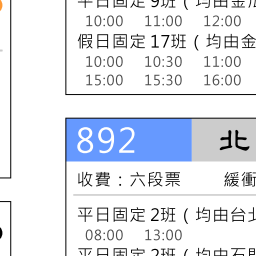 平日固定 9班 ( 均由金瓜
10:00 11:00 12:00
假日固定 17班 ( 均由金
10:00 10:30 11:00
15:00 15:30 16:00
892 北
收費：六段票 緩衝
平日固定 2班 ( 均由台北
08:00 13:00
平日固定 2班 ( 均由石門